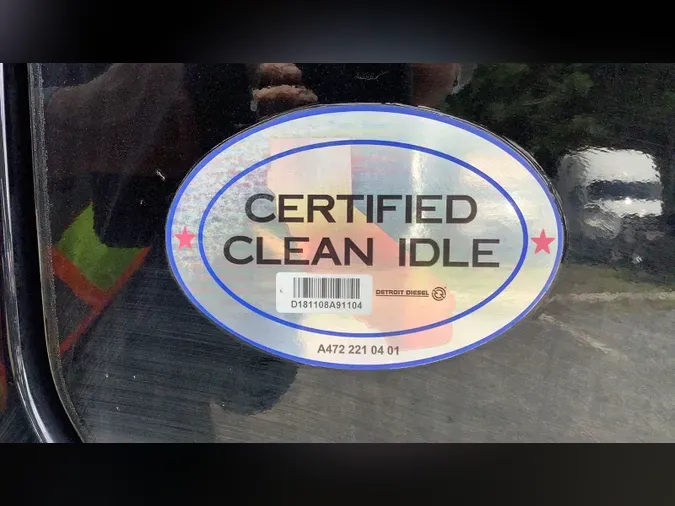 CERTIFIED
CLEAN IDLE
D181108A91104
DETROIT DIESEL
A472 221 04 01